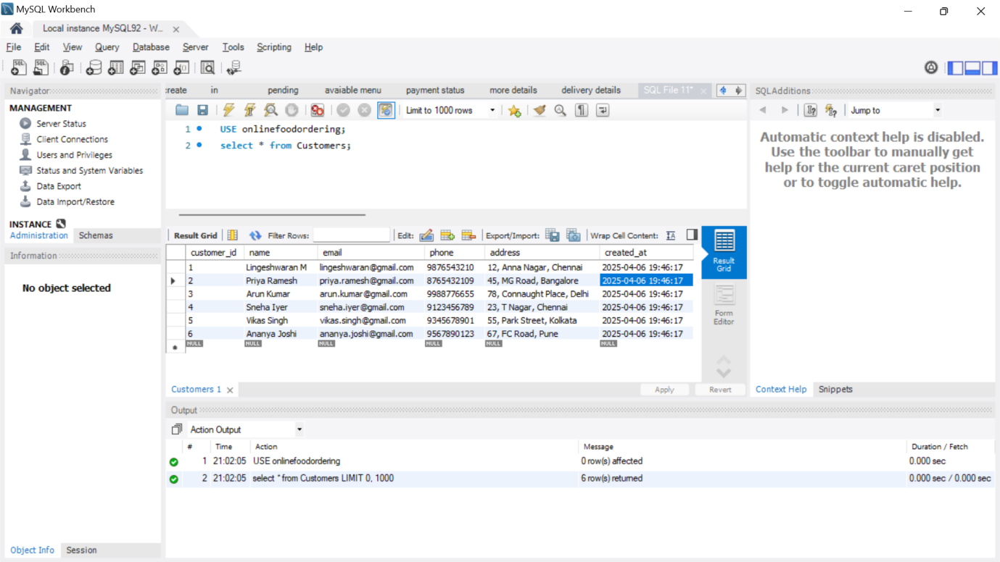 MySQL Workbench
Local instance MySQL92 - W...
File Edit View Query Database Server Tools Scripting Help
Navigator
MANAGEMENT
Server Status
Client Connections
Users and Privileges
Status and System Variables
Data Export
Data Import/Restore
INSTANCE
Administration Schemas
Information
No object selected
Object Info Session
create in pending avaiable menu payment status more details delivery details SQL File 11*
Limit to 1000 rows
1 USE onlinefoodordering;
2 select * from Customers;
Result Grid Filter Rows: Edit: Export/Import: Wrap Cell Content:
customer_id name email phone address created_at
1 Lingeshwaran M lingeshwaran@gmail.com 9876543210 12, Anna Nagar, Chennai 2025-04-06 19:46:17
2 Priya Ramesh priya.ramesh@gmail.com 8765432109 45, MG Road, Bangalore 2025-04-06 19:46:17
3 Arun Kumar arun.kumar@gmail.com 9988776655 78, Connaught Place, Delhi 2025-04-06 19:46:17
4 Sneha Iyer sneha.iyer@gmail.com 9123456789 23, T Nagar, Chennai 2025-04-06 19:46:17
5 Vikas Singh vikas.singh@gmail.com 9345678901 55, Park Street, Kolkata 2025-04-06 19:46:17
6 Ananya Joshi ananya.joshi@gmail.com 9567890123 67, FC Road, Pune 2025-04-06 19:46:17
NULL NULL NULL NULL NULL NULL
Result
Grid
Form
Editor
Customers 1 Apply Revert
SQLAdditions
Jump to
Automatic context help is disabled.
Use the toolbar to manually get
help for the current caret position
or to toggle automatic help.
Context Help Snippets
Output
Action Output
# Time Action Message Duration / Fetch
1 21:02:05 USE onlinefoodordering 0 row(s) affected 0.000 sec
2 21:02:05 select * from Customers LIMIT 0, 1000 6 row(s) returned 0.000 sec / 0.000 sec